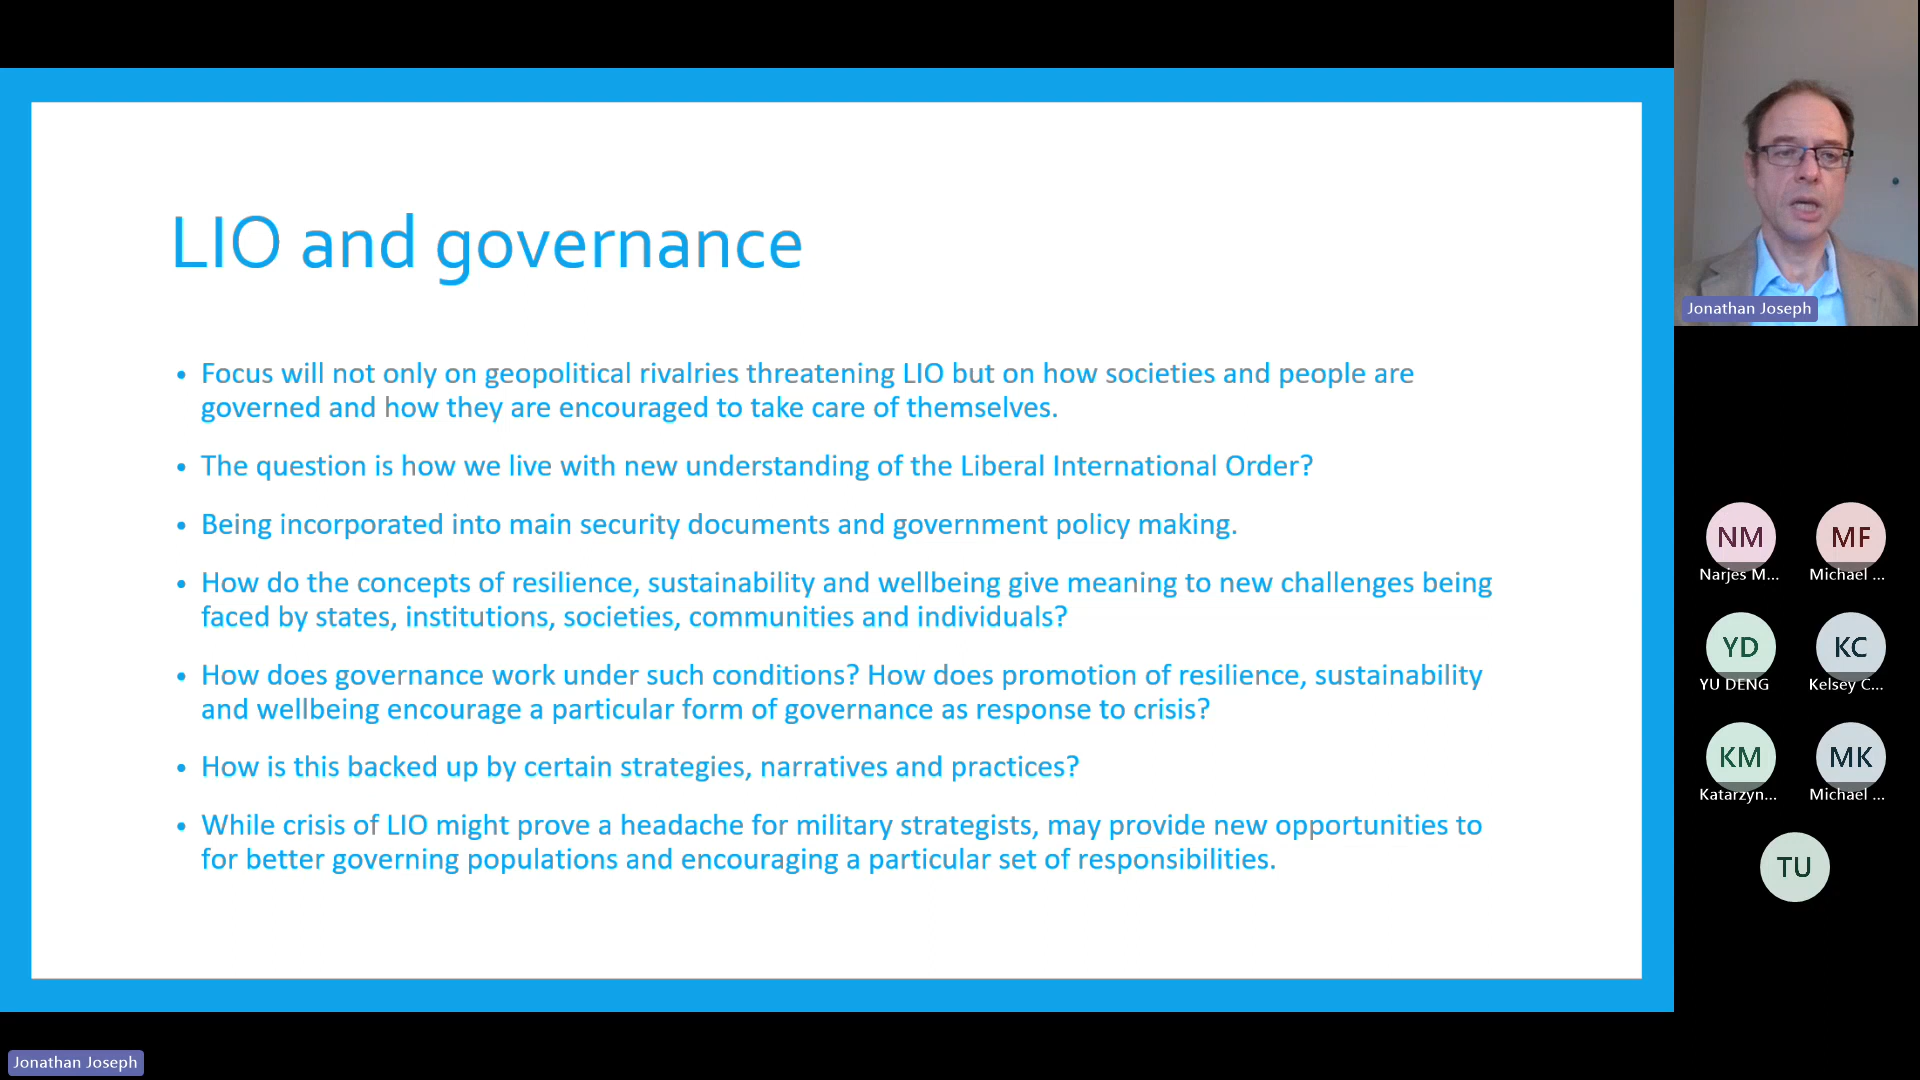 LIO and governance
• Focus will not only on geopolitical rivalries threatening LIO but on how societies and people are
governed and how they are encouraged to take care of themselves.
• The question is how we live with new understanding of the Liberal International Order?
• Being incorporated into main security documents and government policy making.
• How do the concepts of resilience, sustainability and wellbeing give meaning to new challenges being
faced by states, institutions, societies, communities and individuals?
• How does governance work under such conditions? How does promotion of resilience, sustainability
and wellbeing encourage a particular form of governance as response to crisis?
• How is this backed up by certain strategies, narratives and practices?
• While crisis of LIO might prove a headache for military strategists, may provide new opportunities to
for better governing populations and encouraging a particular set of responsibilities.
Jonathan Joseph
NM
Narjes M...
MF
Michael ...
YD
YU DENG
KC
Kelsey C...
KM
Katarzyn...
MK
Michael ...
TU
Jonathan Joseph